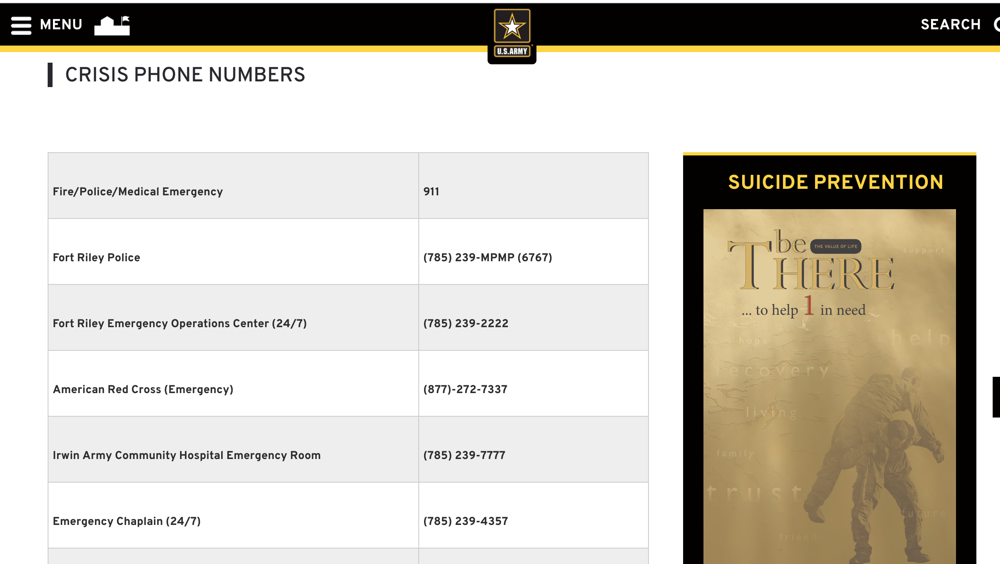 MENU
U.S.ARMY
SEARCH
CRISIS PHONE NUMBERS
Fire/Police/Medical Emergency 911
Fort Riley Police (785) 239-MPMP (6767)
Fort Riley Emergency Operations Center (24/7) (785) 239-2222
American Red Cross (Emergency) (877)-272-7337
Irwin Army Community Hospital Emergency Room (785) 239-7777
Emergency Chaplain (24/7) (785) 239-4357
SUICIDE PREVENTION
be THE VALUE OF LIFE
THERE
support
... to help 1 in need
hope
help
recovery
living
family
trust
future
friends